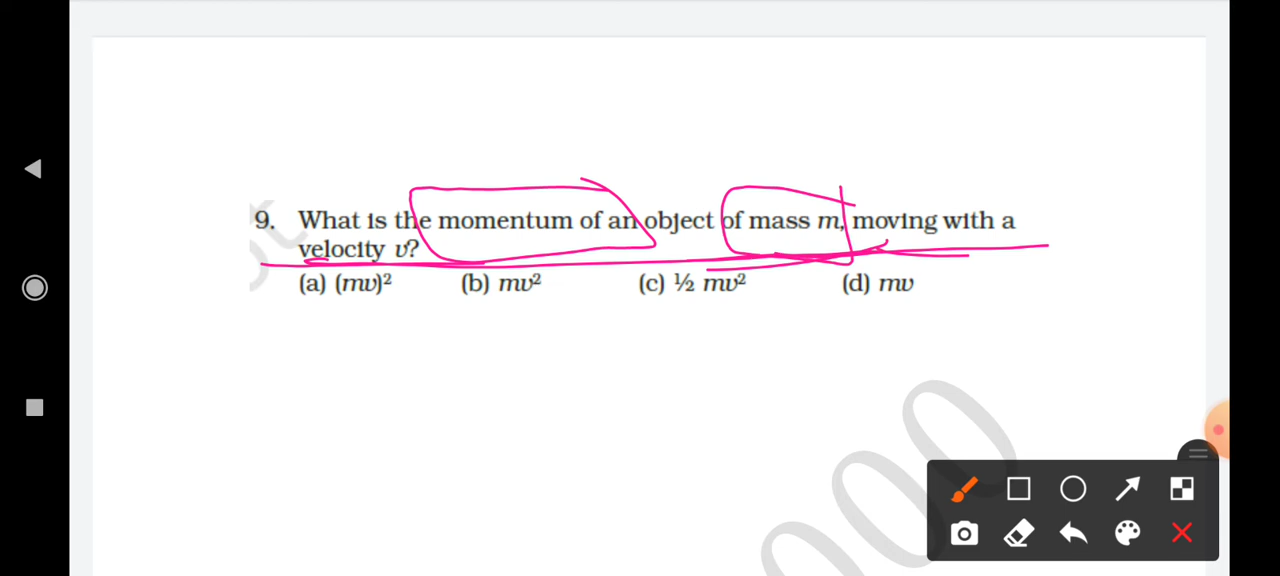 9. What is the momentum of an object of mass m, moving with a
velocity v?
(a) (mv)² (b) mv² (c) ½ mv² (d) mv